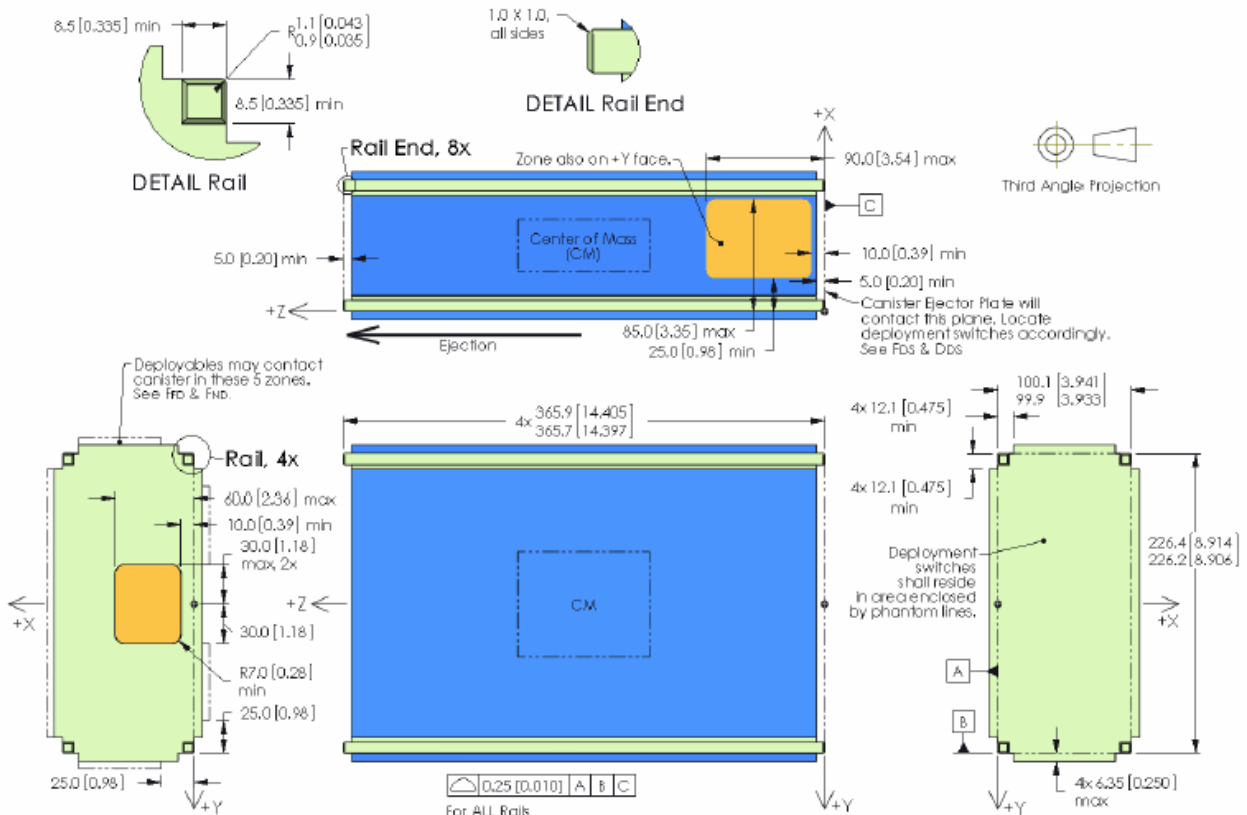 8.5 [0.335] min
R 1.1 [0.043]
0.9 [0.035]
8.5 [0.335] min
DETAIL Rail
1.0 X 1.0,
all sides
DETAIL Rail End
+X
Third Angle Projection
Rail End, 8x
Zone also on +Y face.
90.0 [3.54] max
C
Center of Mass
(CM)
5.0 [0.20] min
10.0 [0.39] min
5.0 [0.20] min
+Z
Canister Ejector Plate will
contact this plane. Locate
deployment switches accordingly.
See FDS & DDS
85.0 [3.35] max
25.0 [0.98] min
Ejection
Deployables may contact
canister in these 5 zones.
See FFD & FND.
Rail, 4x
60.0 [2.36] max
10.0 [0.39] min
30.0 [1.18]
max, 2x
+X
30.0 [1.18]
R7.0 [0.28]
min
25.0 [0.98]
25.0 [0.98]
+Y
4x 365.9 [14.405]
365.7 [14.397]
+Z
CM
0.25 [0.010] A B C
For ALL Rails
+Y
100.1 [3.941]
99.9 [3.933]
4x 12.1 [0.475]
min
4x 12.1 [0.475]
min
Deployment
switches
shall reside
in area enclosed
by phantom lines.
226.4 [8.914]
226.2 [8.906]
+X
A
B
4x 6.35 [0.250]
max
+Y